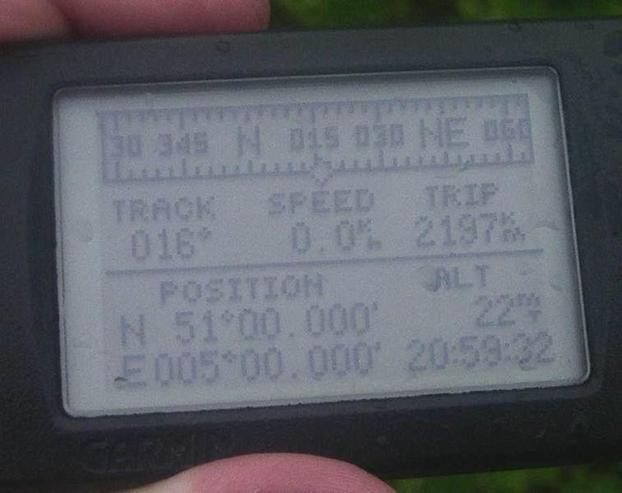 30 345 N 015 030 NE 060
TRACK SPEED TRIP
016° 0.0 2197
POSITION ALT
N 51°00.000' 22
E 005°00.000' 20:59:32
GARMIN